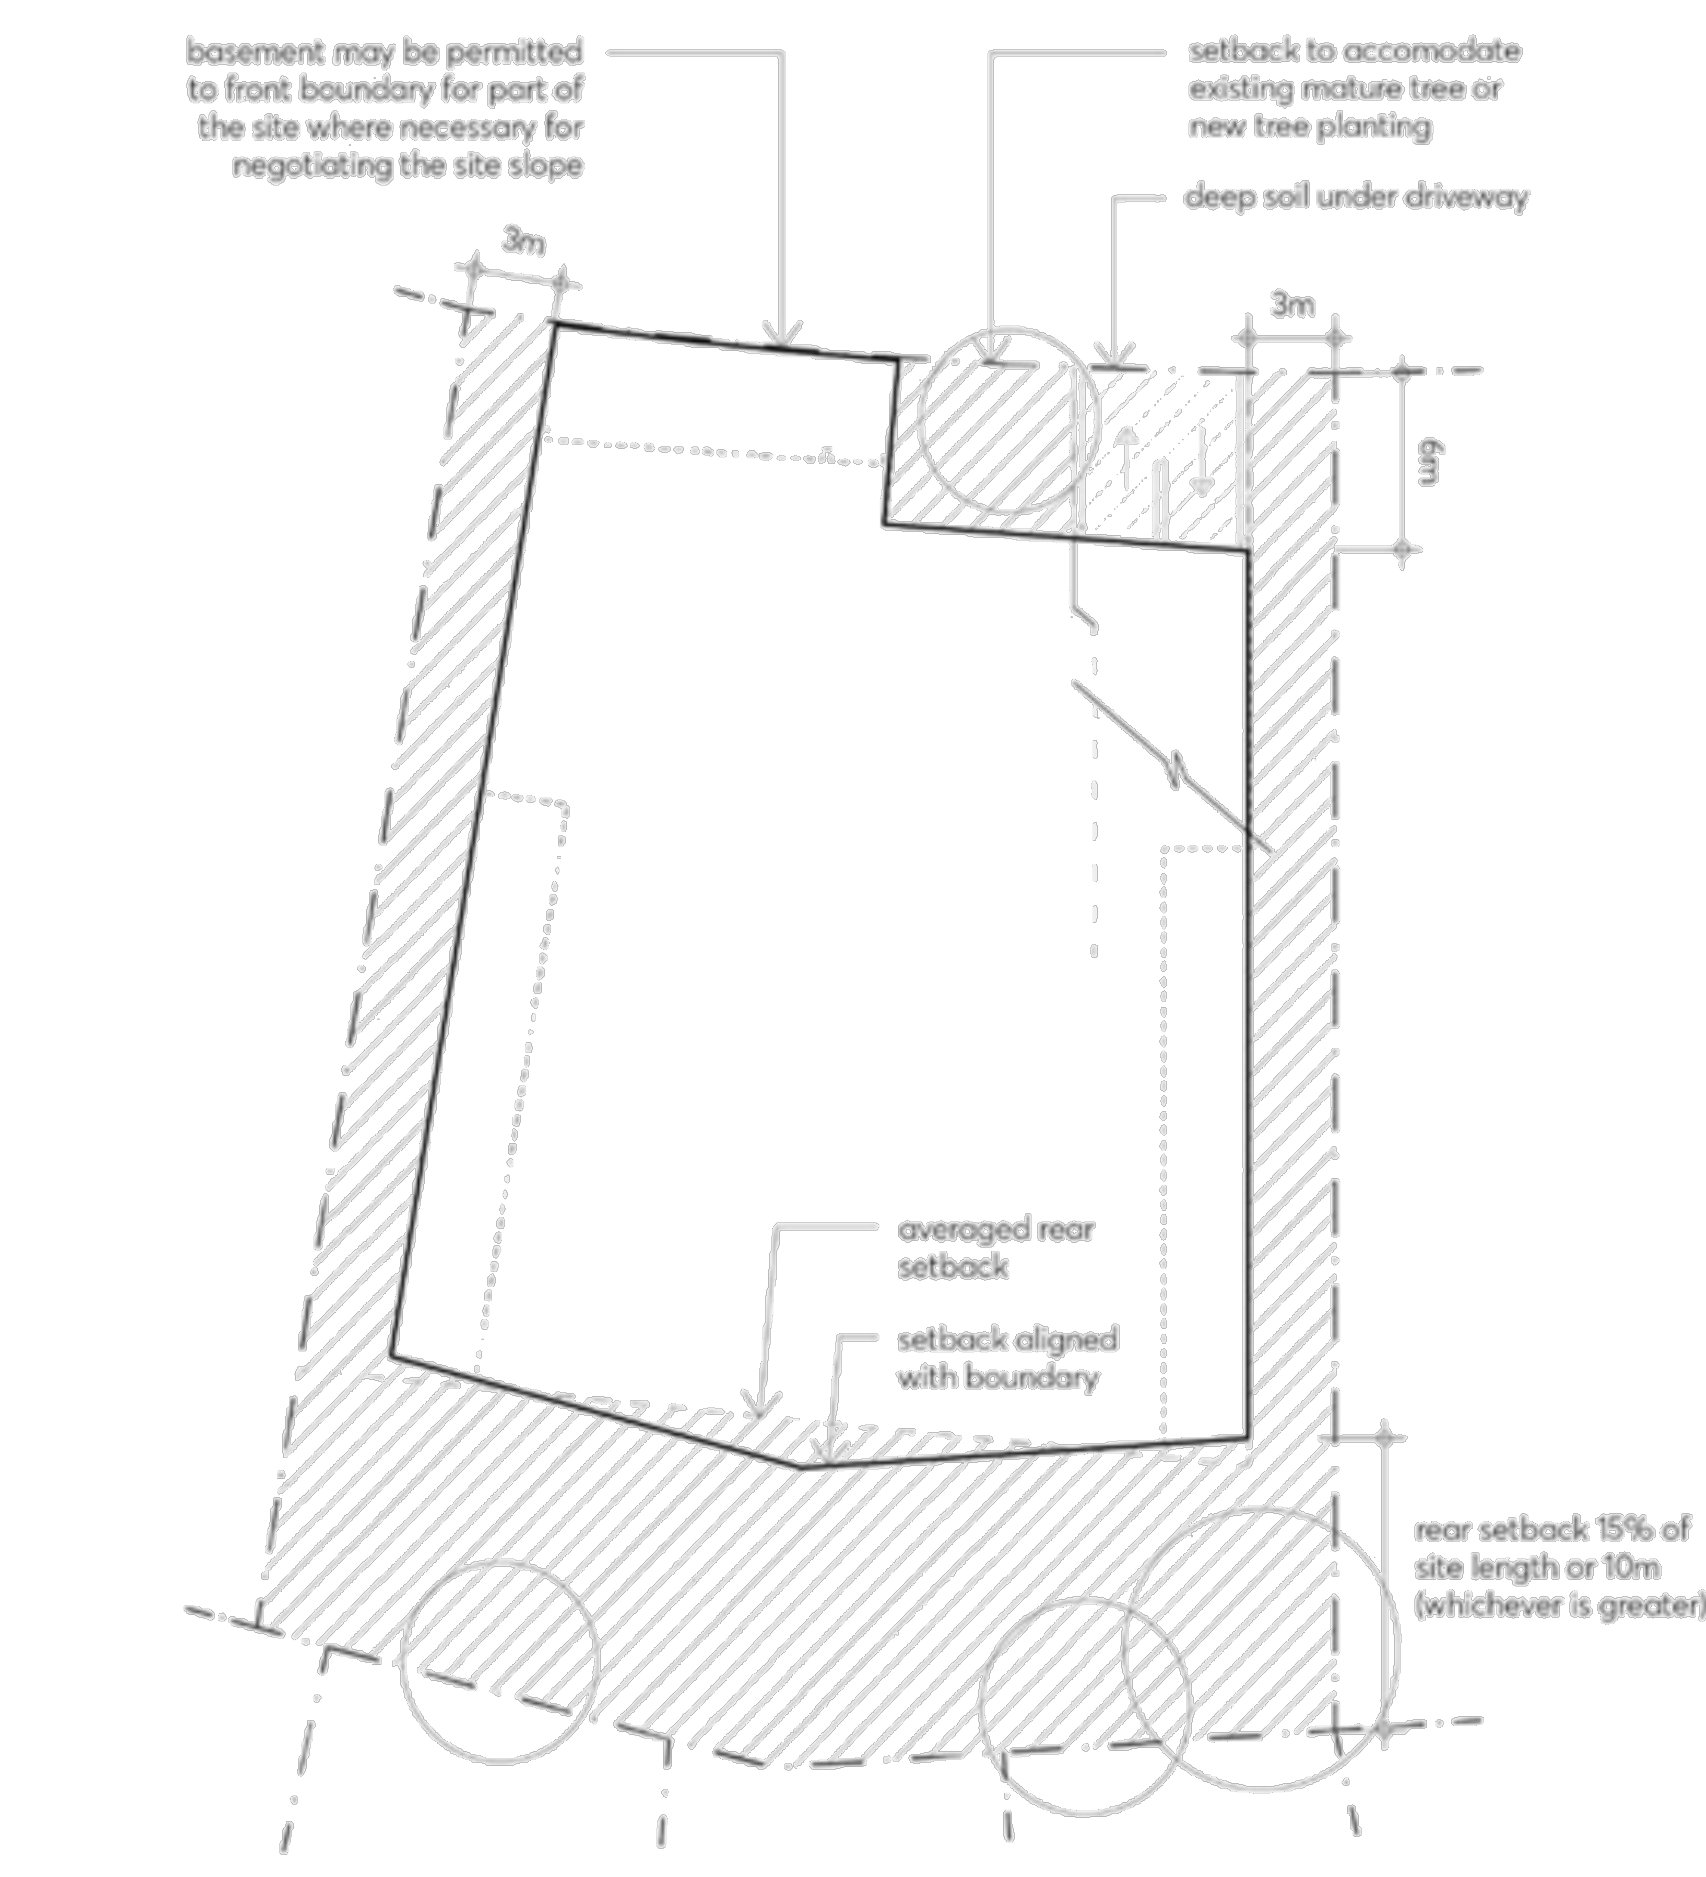 basement may be permitted
to front boundary for part of
the site where necessary for
negotiating the site slope
setback to accomodate
existing mature tree or
new tree planting
deep soil under driveway
3m
3m
6m
averaged rear
setback
setback aligned
with boundary
rear setback 15% of
site length or 10m
(whichever is greater)